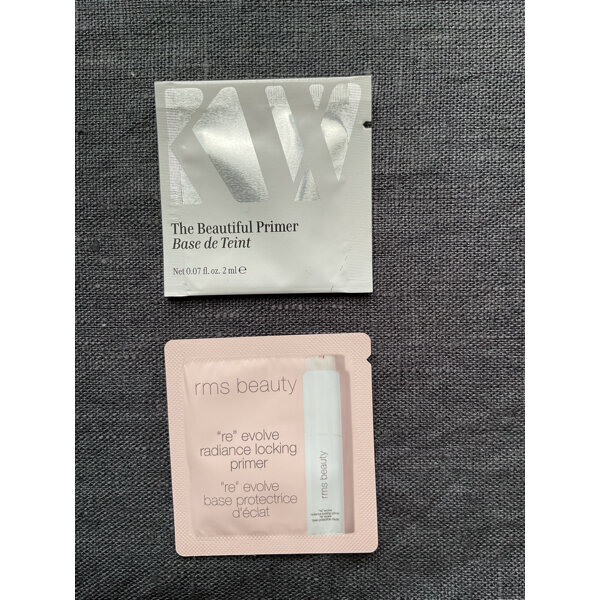 KW
The Beautiful Primer
Base de Teint
Net 0.07 fl. oz. 2 ml ℮
rms beauty
"re" evolve
radiance locking
primer
"re" evolve
base protectrice
d'éclat
rms beauty